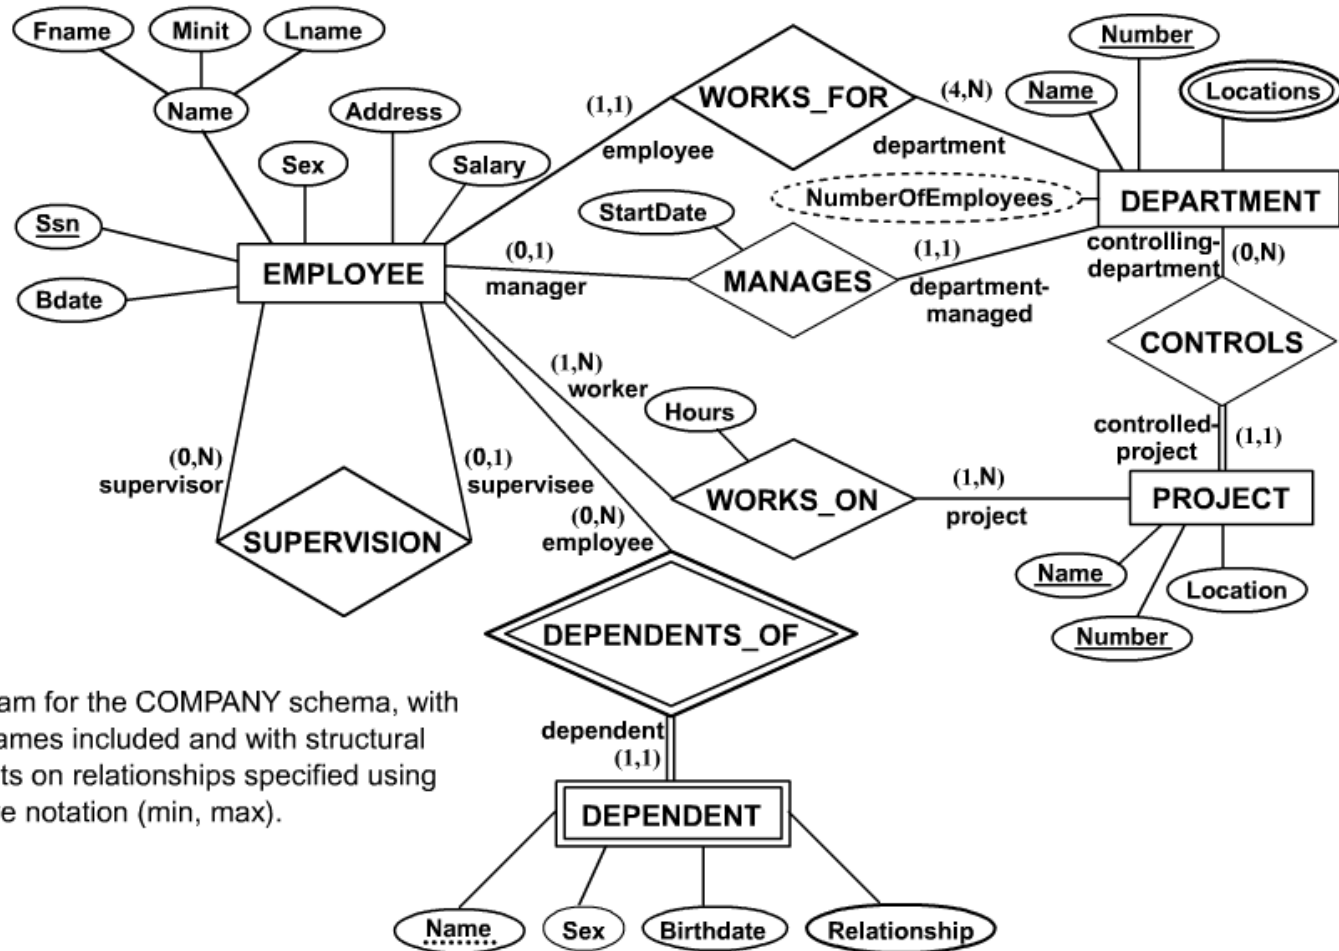 Fname
Minit
Lname
Number
Name
Address
(1,1)
WORKS_FOR
(4,N)
Name
Locations
Sex
Salary
employee
department
NumberOfEmployees
DEPARTMENT
Ssn
StartDate
EMPLOYEE
(0,1)
manager
MANAGES
(1,1)
department-
managed
controlling-
department
(0,N)
Bdate
CONTROLS
(1,N)
worker
Hours
controlled-
project
(1,1)
(0,N)
supervisor
(0,1)
supervisee
WORKS_ON
(1,N)
project
PROJECT
(0,N)
employee
SUPERVISION
Name
Location
Number
DEPENDENTS_OF
am for the COMPANY schema, with
ames included and with structural
ts on relationships specified using
e notation (min, max).
dependent
(1,1)
DEPENDENT
Name
Sex
Birthdate
Relationship